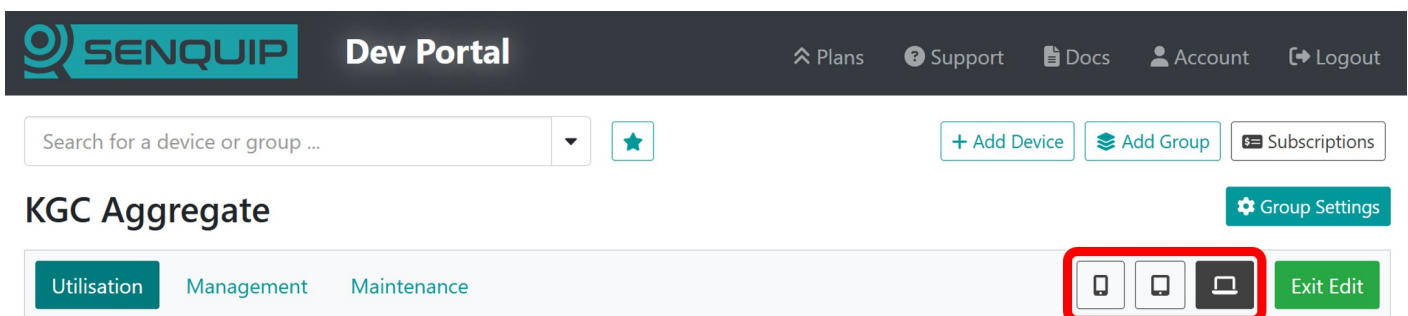 SENQUIP Dev Portal Plans Support Docs Account Logout
Search for a device or group ... Add Device Add Group Subscriptions
KGC Aggregate Group Settings
Utilisation Management Maintenance Exit Edit